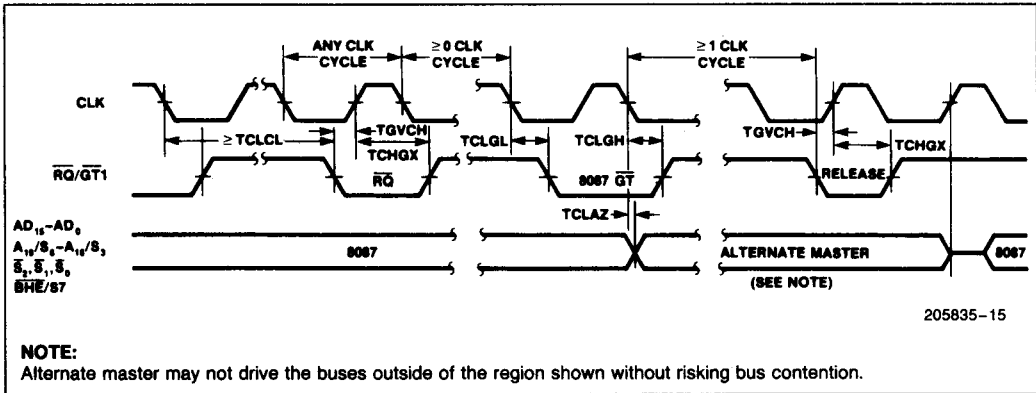 ANY CLK CYCLE
≥ 0 CLK CYCLE
≥ 1 CLK CYCLE
CLK
≥ TCLCL
TGVCH
TCHGX
TCLGL
TCLGH
TGVCH
TCHGX
RQ/GT1
RQ
8087 GT
RELEASE
TCLAZ
AD15–AD0
A19/S6–A16/S3
S2, S1, S0
BHE/S7
8087
ALTERNATE MASTER
(SEE NOTE)
8087
205835–15
NOTE:
Alternate master may not drive the buses outside of the region shown without risking bus contention.